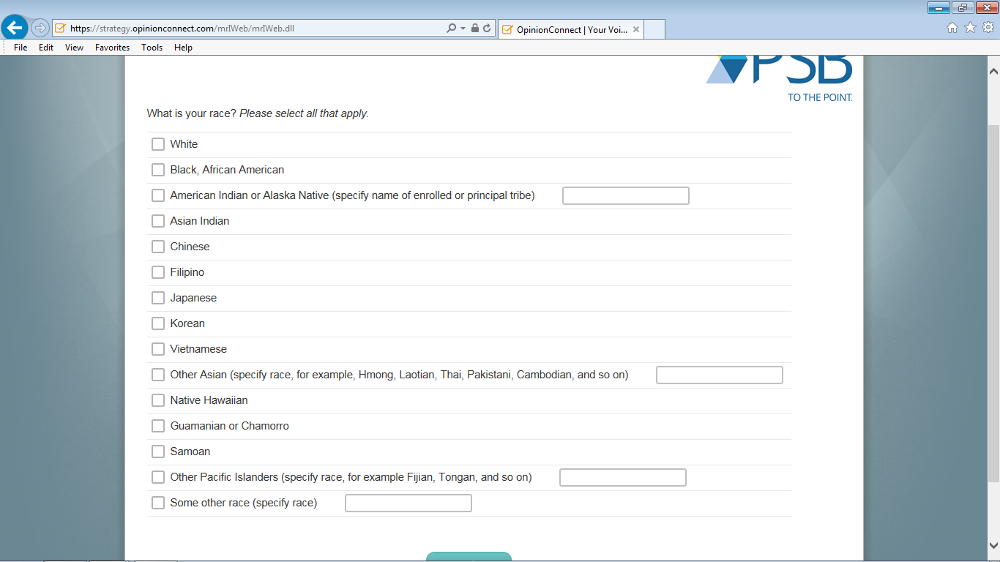 https://strategy.opinionconnect.com/mrIWeb/mrIWeb.dll
OpinionConnect | Your Voi...
File Edit View Favorites Tools Help
PSB
TO THE POINT.
What is your race? Please select all that apply.
White
Black, African American
American Indian or Alaska Native (specify name of enrolled or principal tribe)
Asian Indian
Chinese
Filipino
Japanese
Korean
Vietnamese
Other Asian (specify race, for example, Hmong, Laotian, Thai, Pakistani, Cambodian, and so on)
Native Hawaiian
Guamanian or Chamorro
Samoan
Other Pacific Islanders (specify race, for example Fijian, Tongan, and so on)
Some other race (specify race)